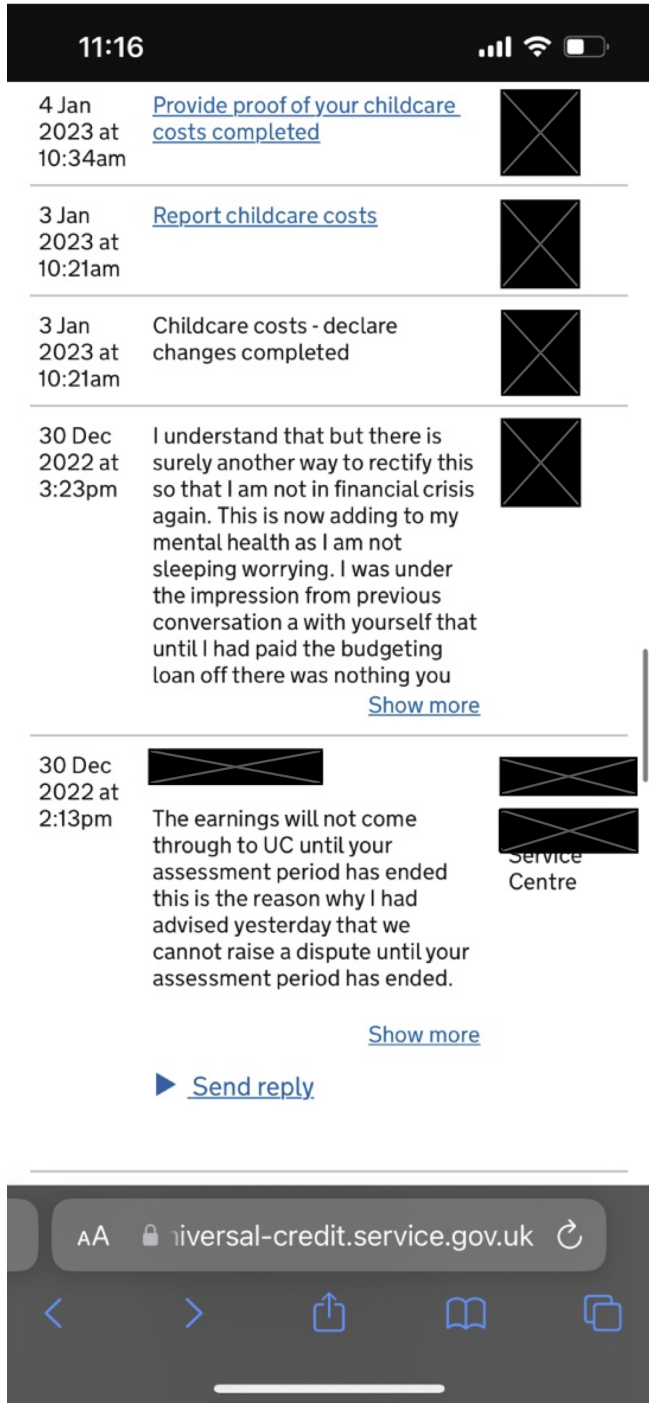 11:16
4 Jan
2023 at
10:34am
Provide proof of your childcare
costs completed
3 Jan
2023 at
10:21am
Report childcare costs
3 Jan
2023 at
10:21am
Childcare costs - declare
changes completed
30 Dec
2022 at
3:23pm
I understand that but there is
surely another way to rectify this
so that I am not in financial crisis
again. This is now adding to my
mental health as I am not
sleeping worrying. I was under
the impression from previous
conversation a with yourself that
until I had paid the budgeting
loan off there was nothing you
Show more
30 Dec
2022 at
2:13pm
The earnings will not come
through to UC until your
assessment period has ended
this is the reason why I had
advised yesterday that we
cannot raise a dispute until your
assessment period has ended.
Show more
Send reply
Service
Centre
AA
niversal-credit.service.gov.uk